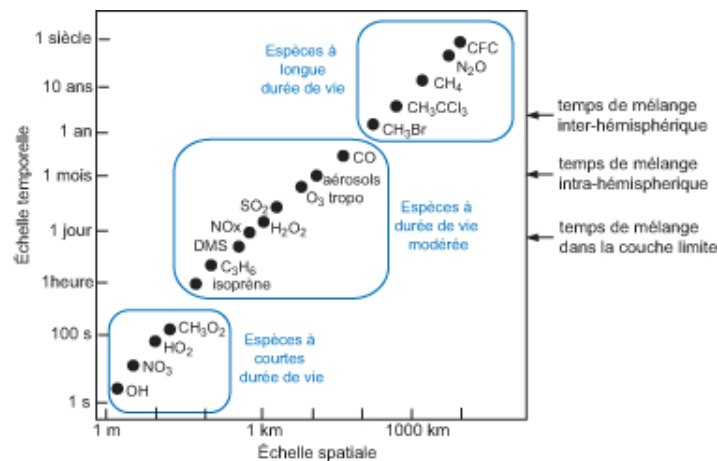 1 siècle
10 ans
1 an
1 mois
1 jour
1heure
100 s
1 s
Échelle temporelle
1 m
1 km
1000 km
Échelle spatiale
Espèces à
longue
durée de vie
CFC
N2O
CH4
CH3CCl3
CH3Br
CO
aérosols
O3 tropo
SO2
H2O2
NOx
DMS
C3H6
isoprène
Espèces à
durée de vie
modérée
CH3O2
HO2
NO3
OH
Espèces à
courtes
durée de vie
temps de mélange
inter-hémisphérique
temps de mélange
intra-hémispherique
temps de mélange
dans la couche limite